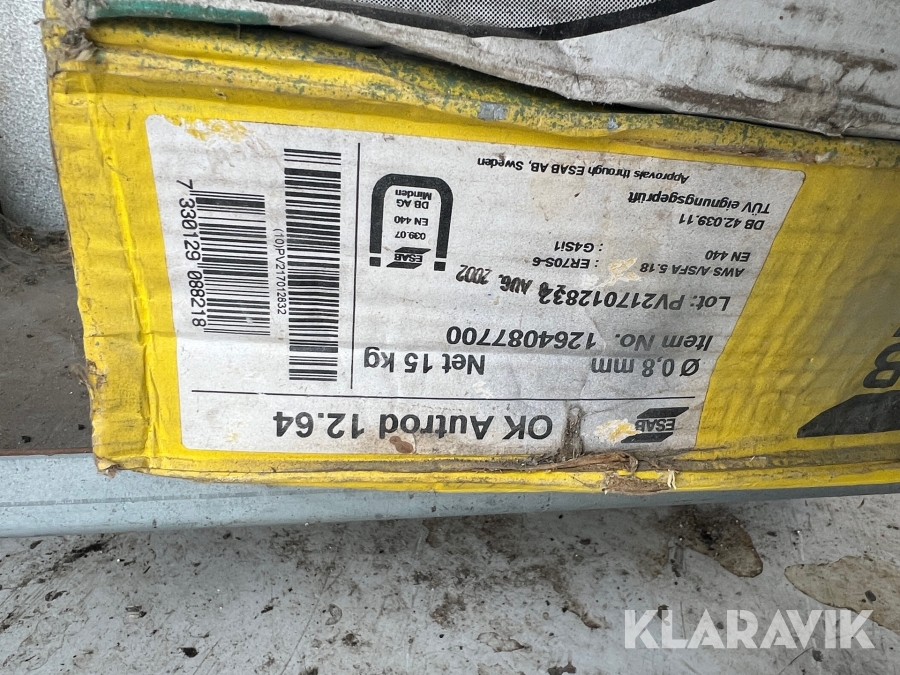 ESAB
OK Autrod 12.64
Ø 0,8 mm
Net 15 kg
Item No. 1264087700
Lot: PV217012832
AUG. 2002
AWS A/SFA 5.18 : ER70S-6
EN 440 : G4Si1
DB 42.039.11
TÜV eignungsgeprüft
Approvals through ESAB AB, Sweden
ESAB
039.07
EN 440
DB AG
Minden
(10)PV217012832
7 330129 088218
KLARAVIK